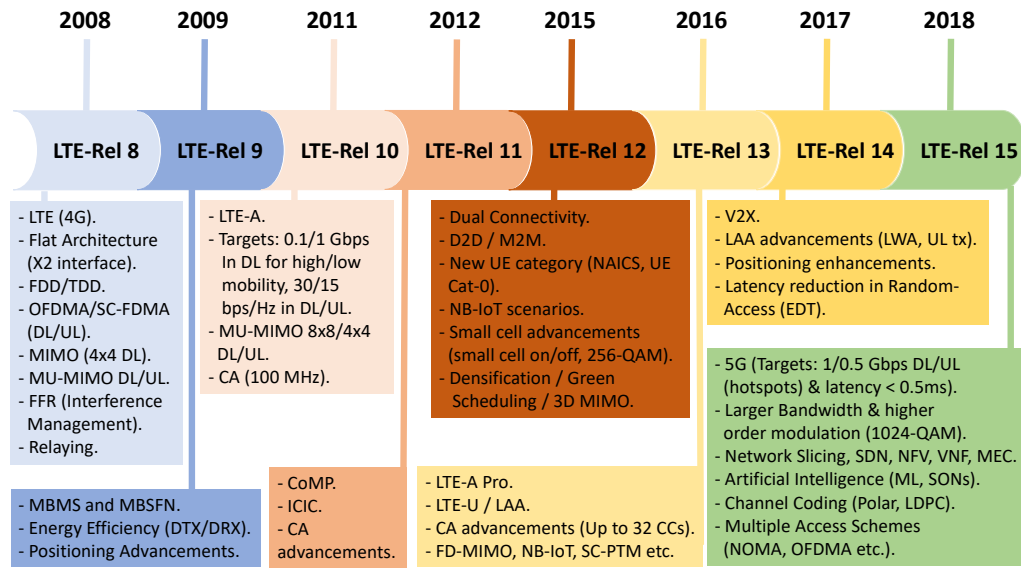 2008
2009
2011
2012
2015
2016
2017
2018
LTE-Rel 8
LTE-Rel 9
LTE-Rel 10
LTE-Rel 11
LTE-Rel 12
LTE-Rel 13
LTE-Rel 14
LTE-Rel 15
- LTE (4G).
- Flat Architecture
(X2 interface).
- FDD/TDD.
- OFDMA/SC-FDMA
(DL/UL).
- MIMO (4x4 DL).
- MU-MIMO DL/UL.
- FFR (Interference
Management).
- Relaying.
- MBMS and MBSFN.
- Energy Efficiency (DTX/DRX).
- Positioning Advancements.
- LTE-A.
- Targets: 0.1/1 Gbps
In DL for high/low
mobility, 30/15
bps/Hz in DL/UL.
- MU-MIMO 8x8/4x4
DL/UL.
- CA (100 MHz).
- CoMP.
- ICIC.
- CA
advancements.
- Dual Connectivity.
- D2D / M2M.
- New UE category (NAICS, UE
Cat-0).
- NB-IoT scenarios.
- Small cell advancements
(small cell on/off, 256-QAM).
- Densification / Green
Scheduling / 3D MIMO.
- LTE-A Pro.
- LTE-U / LAA.
- CA advancements (Up to 32 CCs).
- FD-MIMO, NB-IoT, SC-PTM etc.
- V2X.
- LAA advancements (LWA, UL tx).
- Positioning enhancements.
- Latency reduction in Random-
Access (EDT).
- 5G (Targets: 1/0.5 Gbps DL/UL
(hotspots) & latency < 0.5ms).
- Larger Bandwidth & higher
order modulation (1024-QAM).
- Network Slicing, SDN, NFV, VNF, MEC.
- Artificial Intelligence (ML, SONs).
- Channel Coding (Polar, LDPC).
- Multiple Access Schemes
(NOMA, OFDMA etc.).